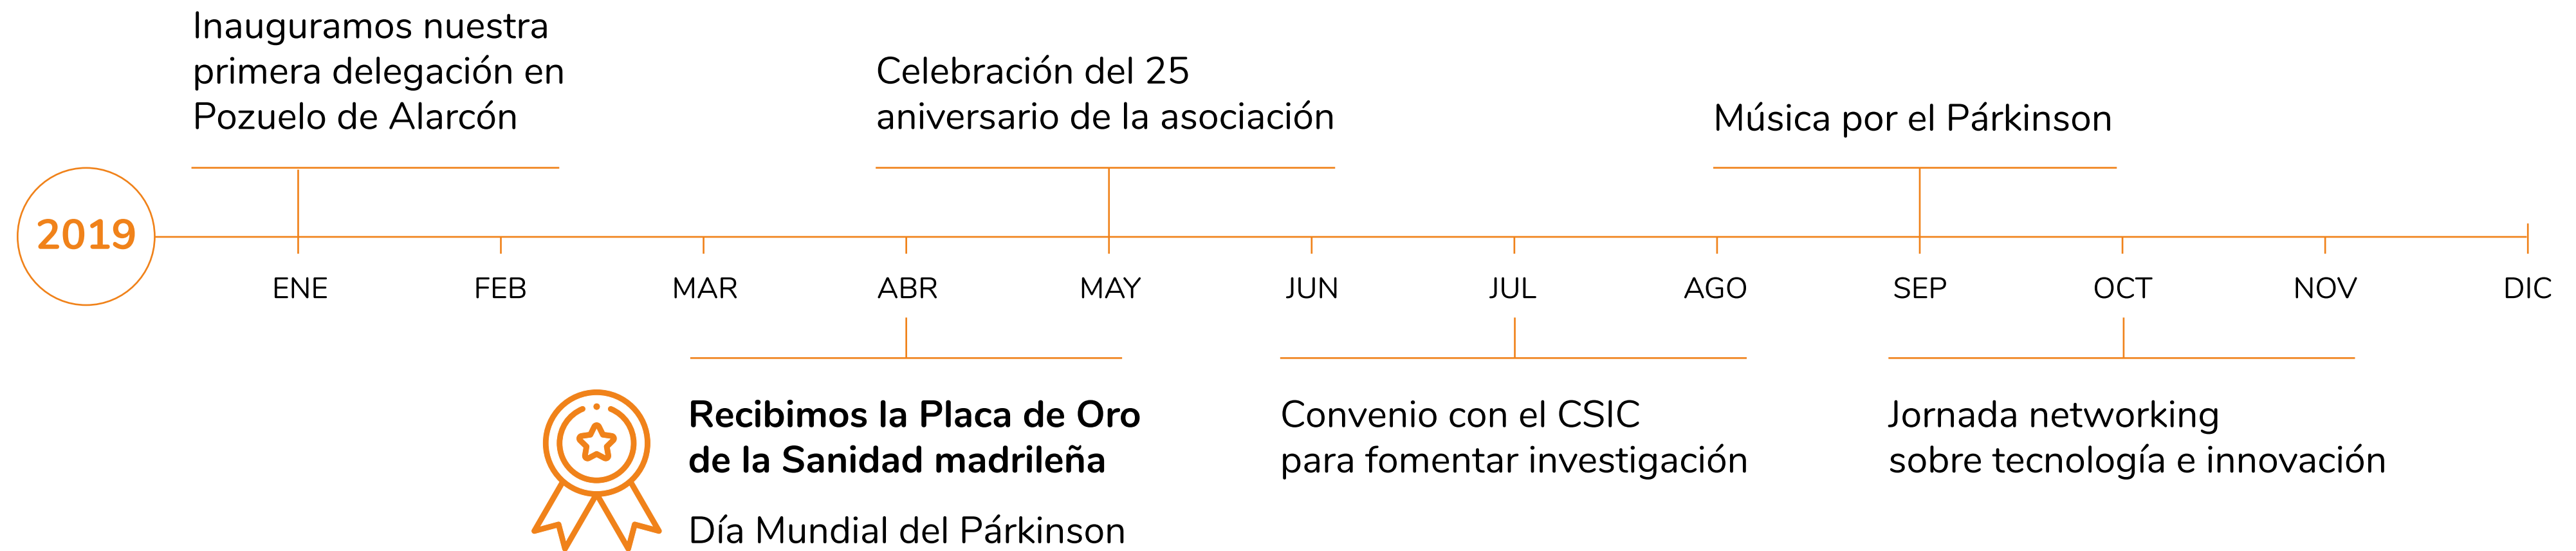 Inauguramos nuestra
primera delegación en
Pozuelo de Alarcón
Celebración del 25
aniversario de la asociación
Música por el Párkinson
2019
ENE
FEB
MAR
ABR
MAY
JUN
JUL
AGO
SEP
OCT
NOV
DIC
Recibimos la Placa de Oro
de la Sanidad madrileña
Día Mundial del Párkinson
Convenio con el CSIC
para fomentar investigación
Jornada networking
sobre tecnología e innovación